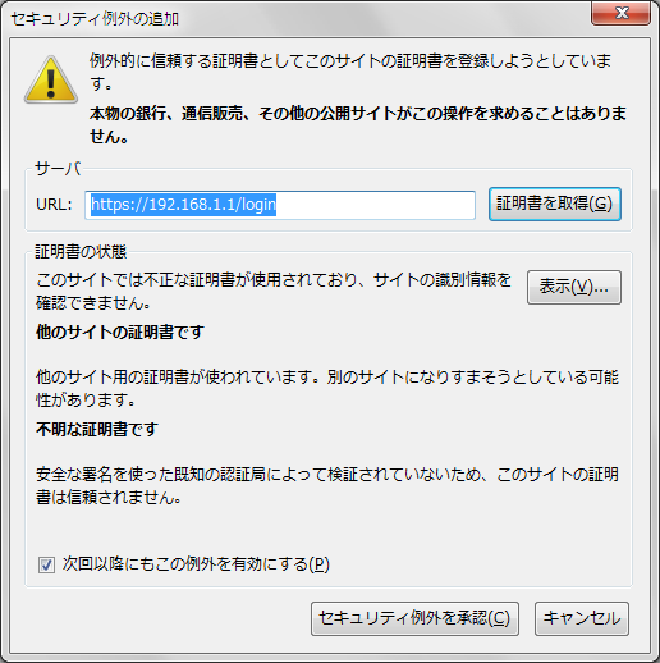 セキュリティ例外の追加
例外的に信頼する証明書としてこのサイトの証明書を登録しようとしていま
す。
本物の銀行、通信販売、その他の公開サイトがこの操作を求めることはありま
せん。
サーバ
URL: https://192.168.1.1/login 証明書を取得(G)
証明書の状態
このサイトでは不正な証明書が使用されており、サイトの識別情報を
確認できません。
表示(V)...
他のサイトの証明書です
他のサイト用の証明書が使われています。別のサイトになりすまそうとしている可能
性があります。
不明な証明書です
安全な署名を使った既知の認証局によって検証されていないため、このサイトの証明
書は信頼されません。
次回以降にもこの例外を有効にする(P)
セキュリティ例外を承認(C) キャンセル